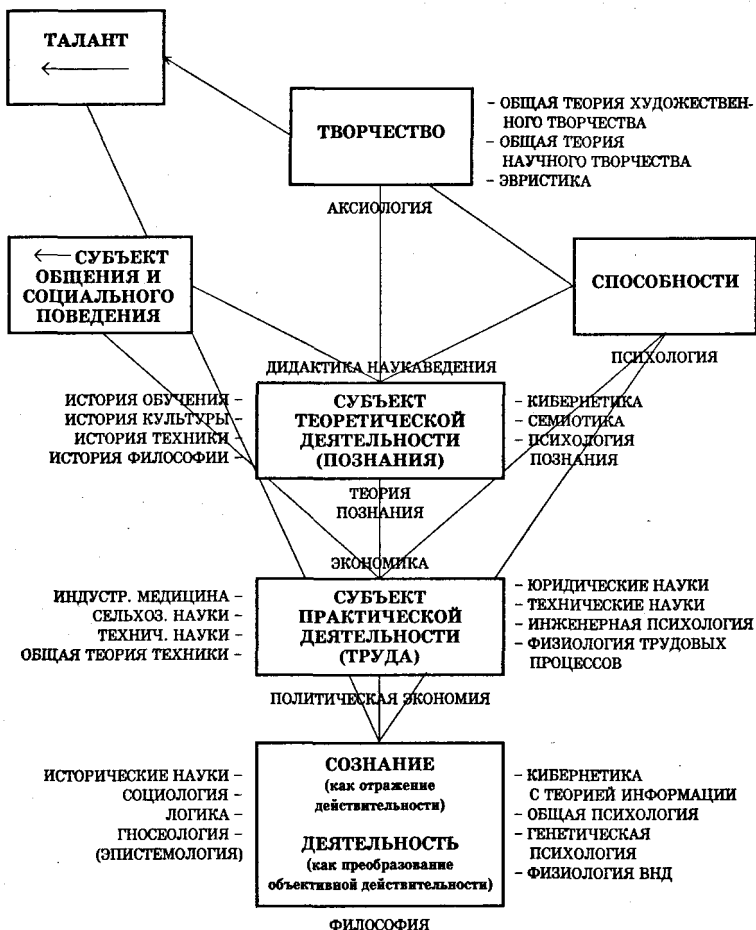 ТАЛАНТ
ТВОРЧЕСТВО
- ОБЩАЯ ТЕОРИЯ ХУДОЖЕСТВЕН-
НОГО ТВОРЧЕСТВА
- ОБЩАЯ ТЕОРИЯ
НАУЧНОГО ТВОРЧЕСТВА
- ЭВРИСТИКА
АКСИОЛОГИЯ
СУБЪЕКТ
ОБЩЕНИЯ И
СОЦИАЛЬНОГО
ПОВЕДЕНИЯ
СПОСОБНОСТИ
ПСИХОЛОГИЯ
ДИДАКТИКА НАУКАВЕДЕНИЯ
ИСТОРИЯ ОБУЧЕНИЯ -
ИСТОРИЯ КУЛЬТУРЫ -
ИСТОРИЯ ТЕХНИКИ -
ИСТОРИЯ ФИЛОСОФИИ -
СУБЪЕКТ
ТЕОРЕТИЧЕСКОЙ
ДЕЯТЕЛЬНОСТИ
(ПОЗНАНИЯ)
- КИБЕРНЕТИКА
- СЕМИОТИКА
- ПСИХОЛОГИЯ
ПОЗНАНИЯ
ТЕОРИЯ
ПОЗНАНИЯ
ЭКОНОМИКА
ИНДУСТР. МЕДИЦИНА -
СЕЛЬХОЗ. НАУКИ -
ТЕХНИЧ. НАУКИ -
ОБЩАЯ ТЕОРИЯ ТЕХНИКИ -
СУБЪЕКТ
ПРАКТИЧЕСКОЙ
ДЕЯТЕЛЬНОСТИ
(ТРУДА)
- ЮРИДИЧЕСКИЕ НАУКИ
- ТЕХНИЧЕСКИЕ НАУКИ
- ИНЖЕНЕРНАЯ ПСИХОЛОГИЯ
- ФИЗИОЛОГИЯ ТРУДОВЫХ
ПРОЦЕССОВ
ПОЛИТИЧЕСКАЯ ЭКОНОМИЯ
ИСТОРИЧЕСКИЕ НАУКИ -
СОЦИОЛОГИЯ -
ЛОГИКА -
ГНОСЕОЛОГИЯ -
(ЭПИСТЕМОЛОГИЯ)
СОЗНАНИЕ
(как отражение
действительности)
ДЕЯТЕЛЬНОСТЬ
(как преобразование
объективной действительности)
- КИБЕРНЕТИКА
С ТЕОРИЕЙ ИНФОРМАЦИИ
- ОБЩАЯ ПСИХОЛОГИЯ
- ГЕНЕТИЧЕСКАЯ
ПСИХОЛОГИЯ
- ФИЗИОЛОГИЯ ВНД
ФИЛОСОФИЯ